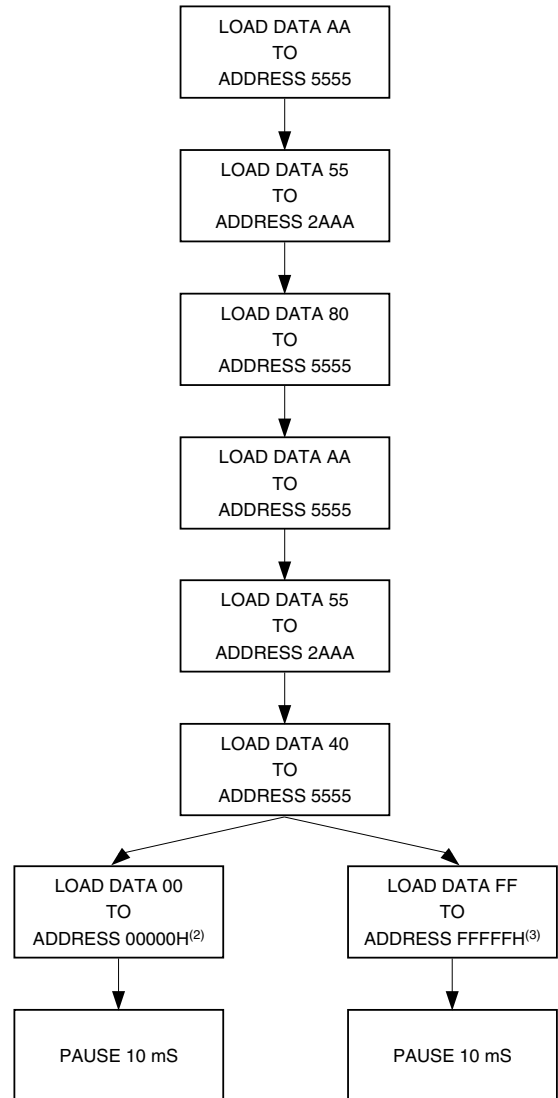 LOAD DATA AA
TO
ADDRESS 5555
LOAD DATA 55
TO
ADDRESS 2AAA
LOAD DATA 80
TO
ADDRESS 5555
LOAD DATA AA
TO
ADDRESS 5555
LOAD DATA 55
TO
ADDRESS 2AAA
LOAD DATA 40
TO
ADDRESS 5555
LOAD DATA 00
TO
ADDRESS 00000H(2)
LOAD DATA FF
TO
ADDRESS FFFFFH(3)
PAUSE 10 mS
PAUSE 10 mS